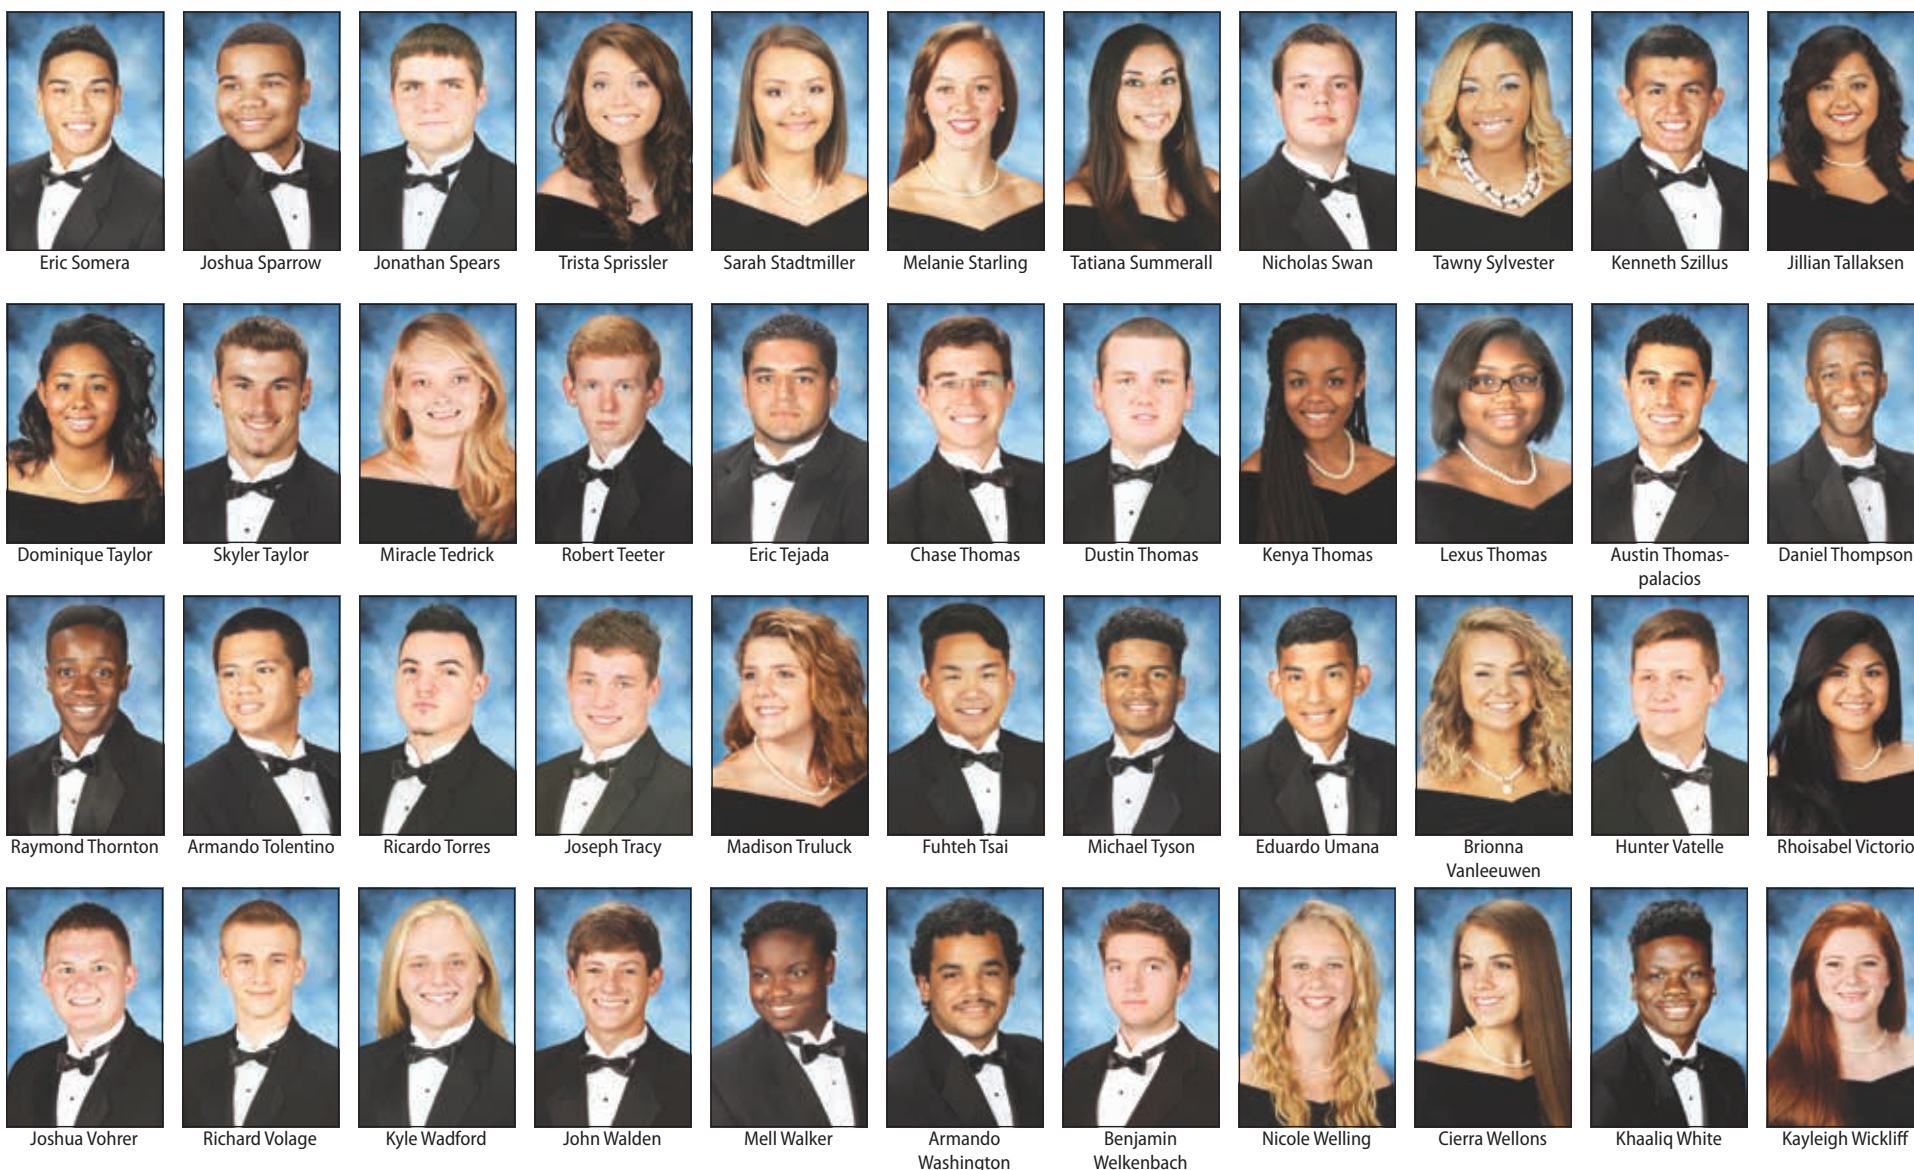 Eric Somera
Joshua Sparrow
Jonathan Spears
Trista Sprissler
Sarah Stadtmiller
Melanie Starling
Tatiana Summerall
Nicholas Swan
Tawny Sylvester
Kenneth Szillus
Jillian Tallaksen
Dominique Taylor
Skyler Taylor
Miracle Tedrick
Robert Teeter
Eric Tejada
Chase Thomas
Dustin Thomas
Kenya Thomas
Lexus Thomas
Austin Thomas-
palacios
Daniel Thompson
Raymond Thornton
Armando Tolentino
Ricardo Torres
Joseph Tracy
Madison Truluck
Fuhteh Tsai
Michael Tyson
Eduardo Umana
Brionna
Vanleeuwen
Hunter Vatelle
Rhoisabel Victorio
Joshua Vohrer
Richard Volage
Kyle Wadford
John Walden
Mell Walker
Armando
Washington
Benjamin
Welkenbach
Nicole Welling
Cierra Wellons
Khaaliq White
Kayleigh Wickliff